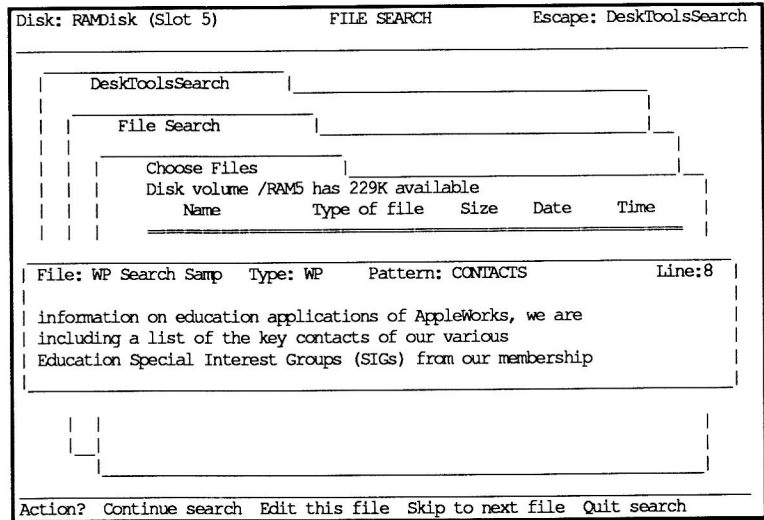 Disk: RAMDisk (Slot 5) FILE SEARCH Escape: DeskToolsSearch
DeskToolsSearch
File Search
Choose Files
Disk volume /RAM5 has 229K available
Name Type of file Size Date Time
File: WP Search Samp Type: WP Pattern: CONTACTS Line:8
information on education applications of AppleWorks, we are
including a list of the key contacts of our various
Education Special Interest Groups (SIGs) from our membership
Action? Continue search Edit this file Skip to next file Quit search